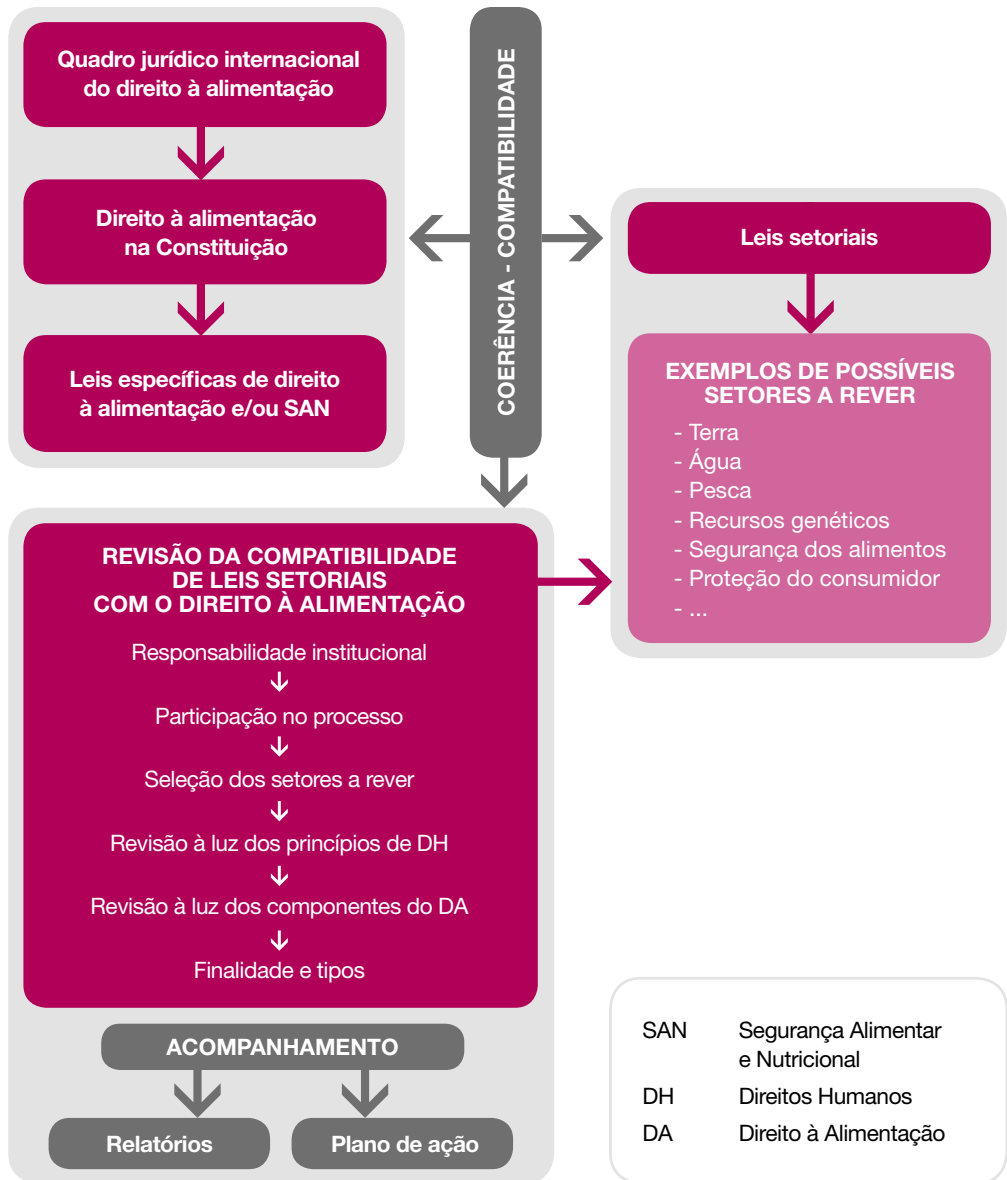 Quadro jurídico internacional
do direito à alimentação
Direito à alimentação
na Constituição
Leis específicas de direito
à alimentação e/ou SAN
COERÊNCIA - COMPATIBILIDADE
Leis setoriais
EXEMPLOS DE POSSÍVEIS
SETORES A REVER
- Terra
- Água
- Pesca
- Recursos genéticos
- Segurança dos alimentos
- Proteção do consumidor
- ...
REVISÃO DA COMPATIBILIDADE
DE LEIS SETORIAIS
COM O DIREITO À ALIMENTAÇÃO
Responsabilidade institucional
Participação no processo
Seleção dos setores a rever
Revisão à luz dos princípios de DH
Revisão à luz dos componentes do DA
Finalidade e tipos
ACOMPANHAMENTO
Relatórios
Plano de ação
SAN Segurança Alimentar
e Nutricional
DH Direitos Humanos
DA Direito à Alimentação